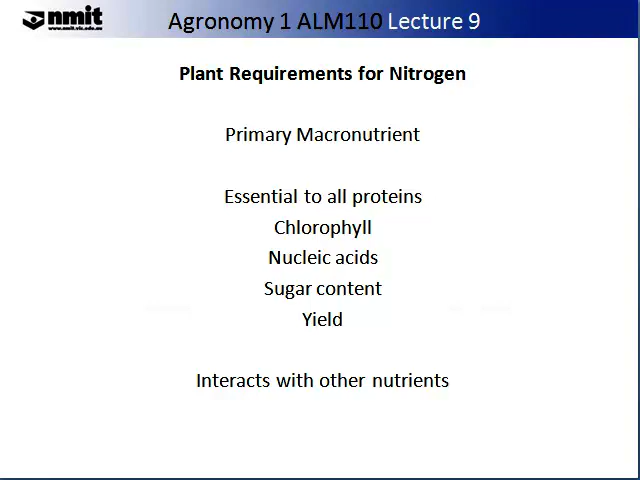 nmit
www.nmit.vic.edu.au
Agronomy 1 ALM110 Lecture 9
Plant Requirements for Nitrogen
Primary Macronutrient
Essential to all proteins
Chlorophyll
Nucleic acids
Sugar content
Yield
Interacts with other nutrients